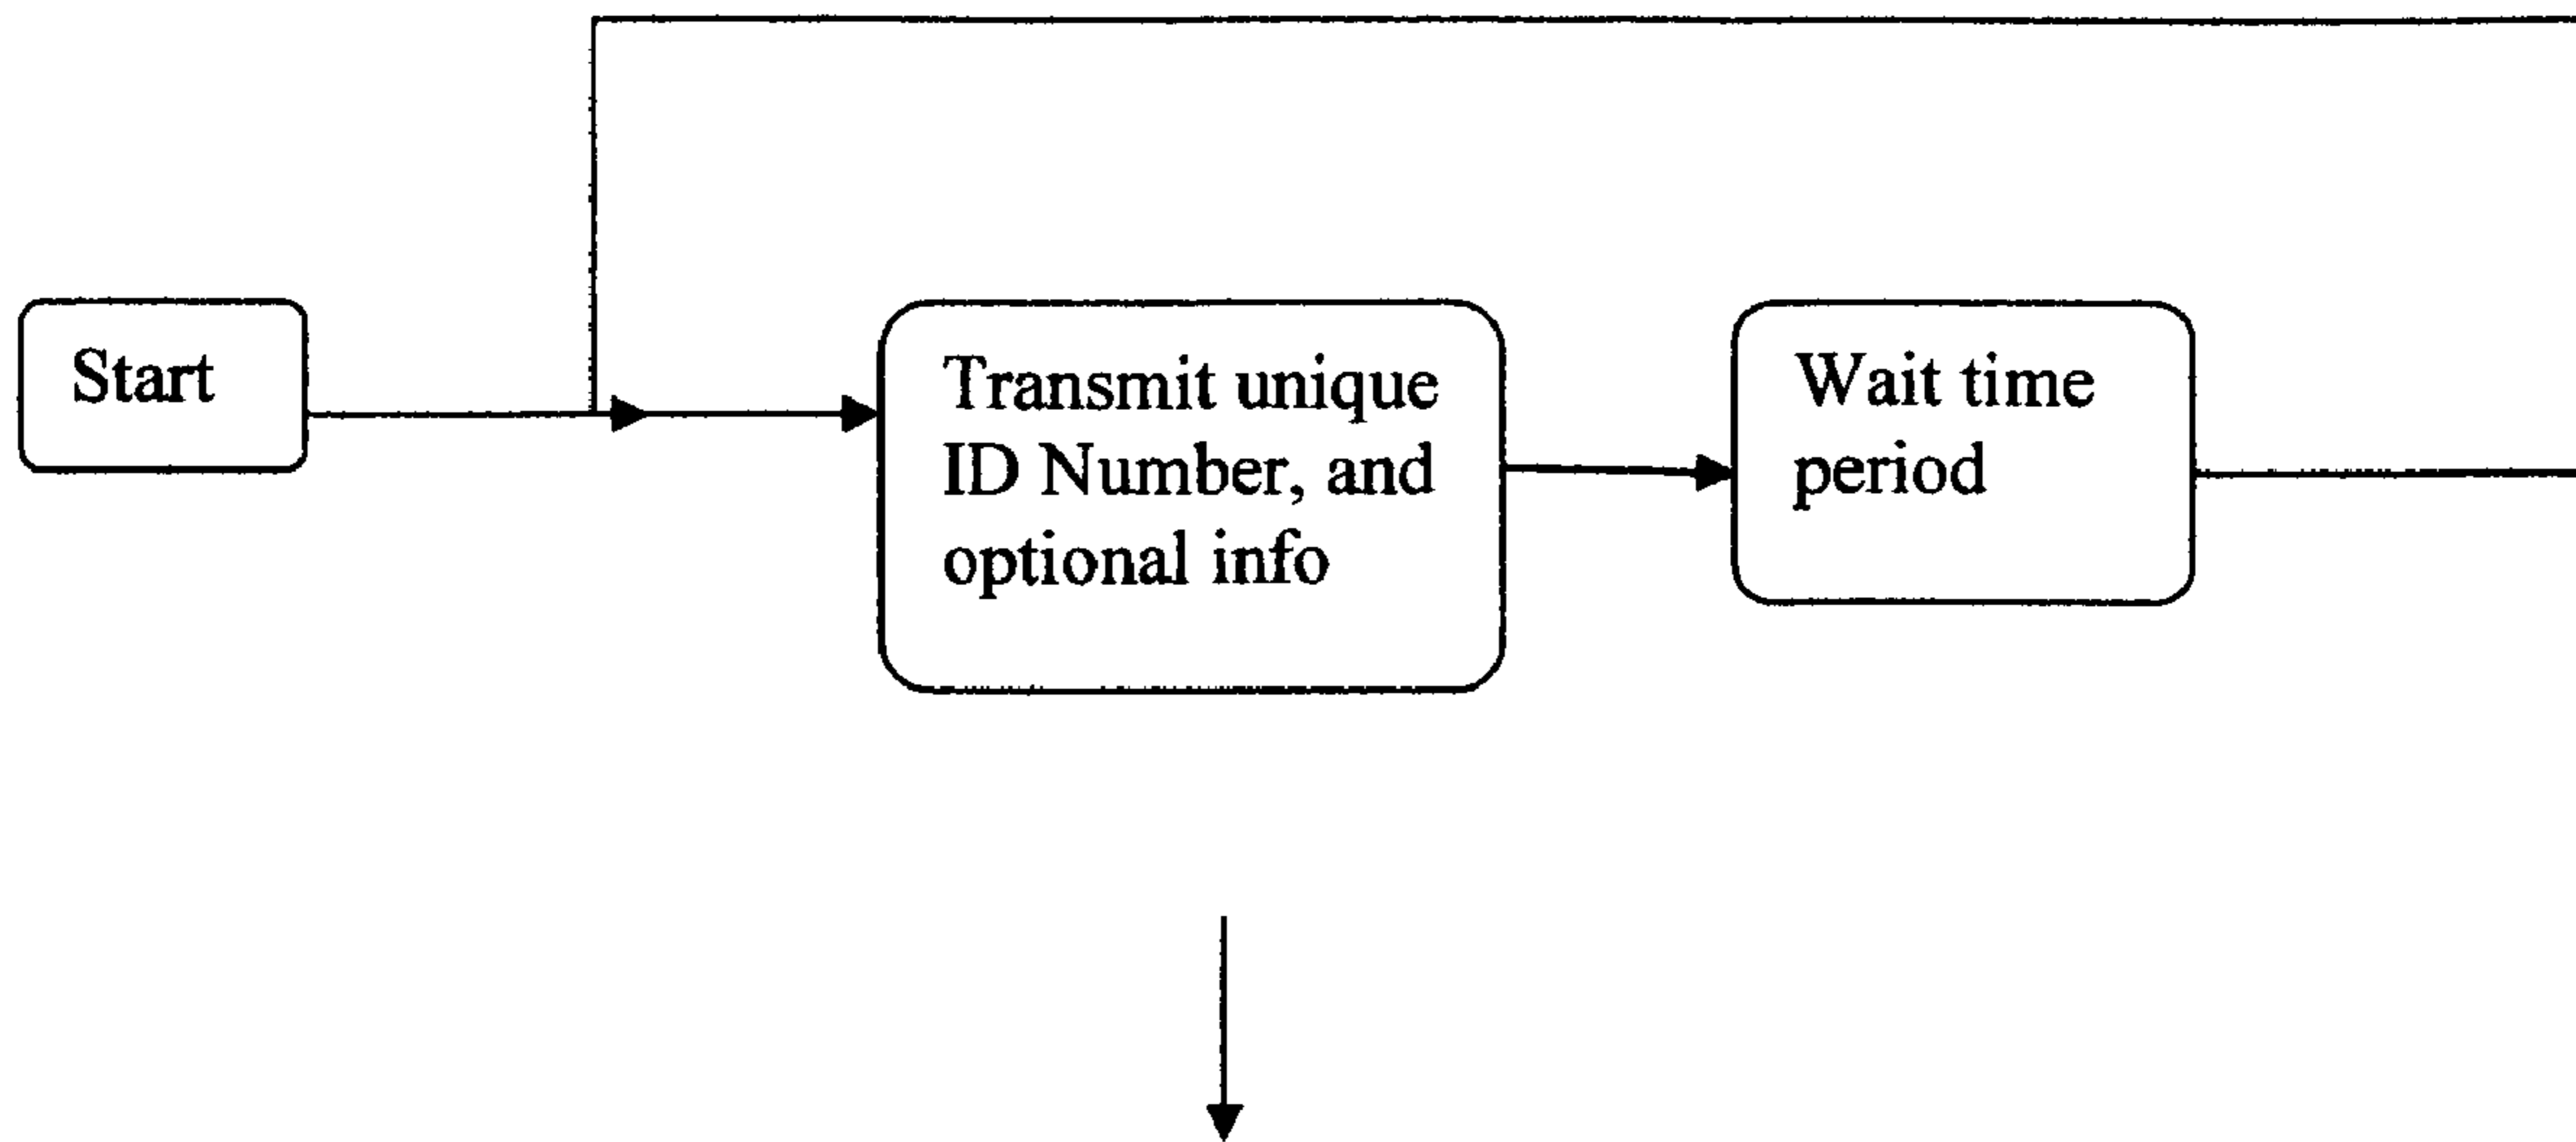 Start
Transmit unique
ID Number, and
optional info
Wait time
period